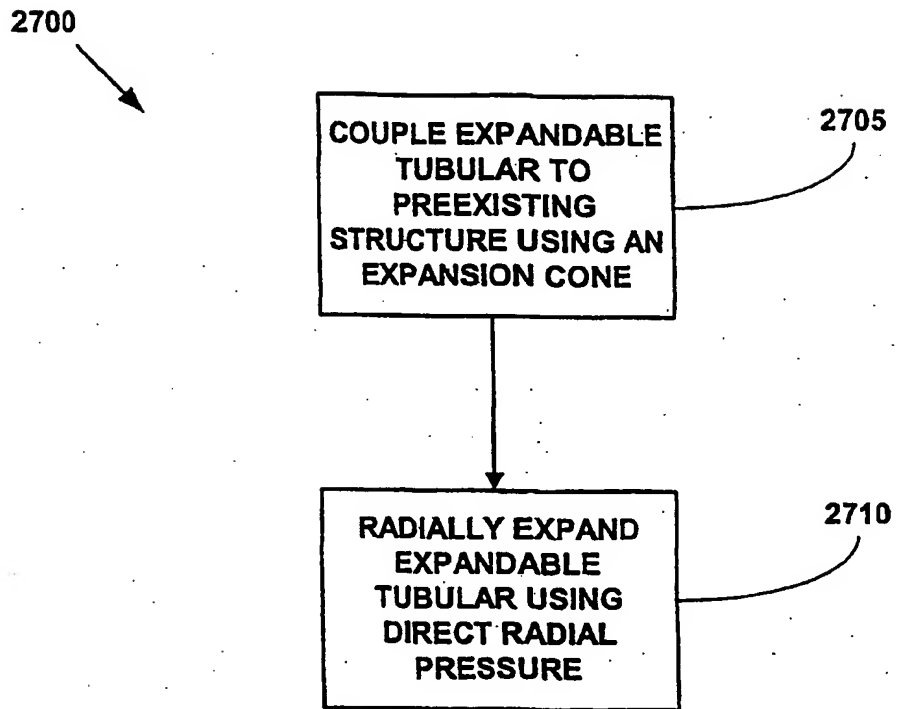 2700
COUPLE EXPANDABLE
TUBULAR TO
PREEXISTING
STRUCTURE USING AN
EXPANSION CONE
2705
RADIALLY EXPAND
EXPANDABLE
TUBULAR USING
DIRECT RADIAL
PRESSURE
2710